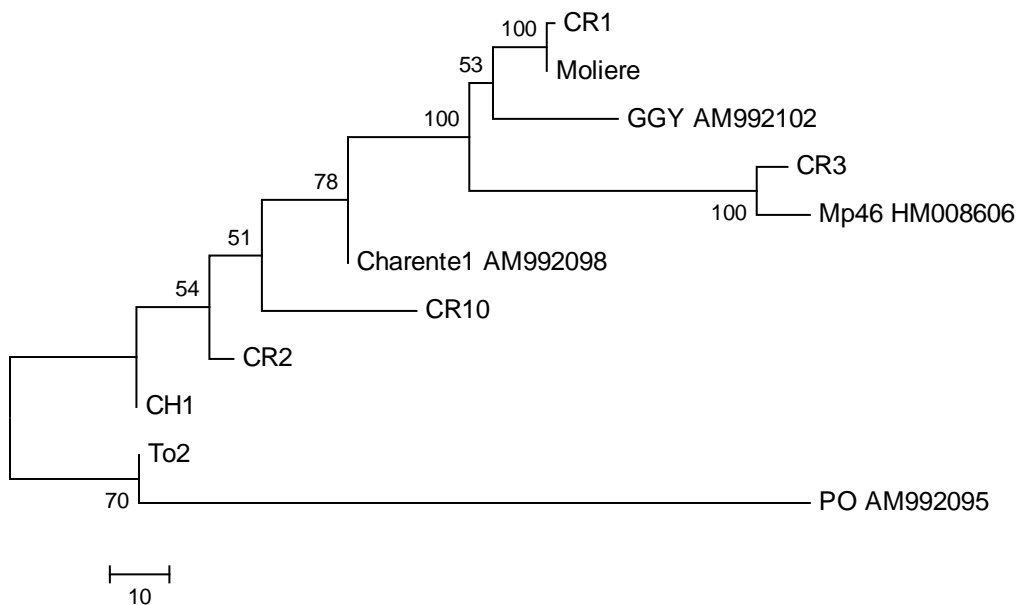 100 CR1
53 Moliere
100 GGY AM992102
78 CR3
100 Mp46 HM008606
51 Charente1 AM992098
54 CR10
CR2
CH1
To2
70 PO AM992095
10